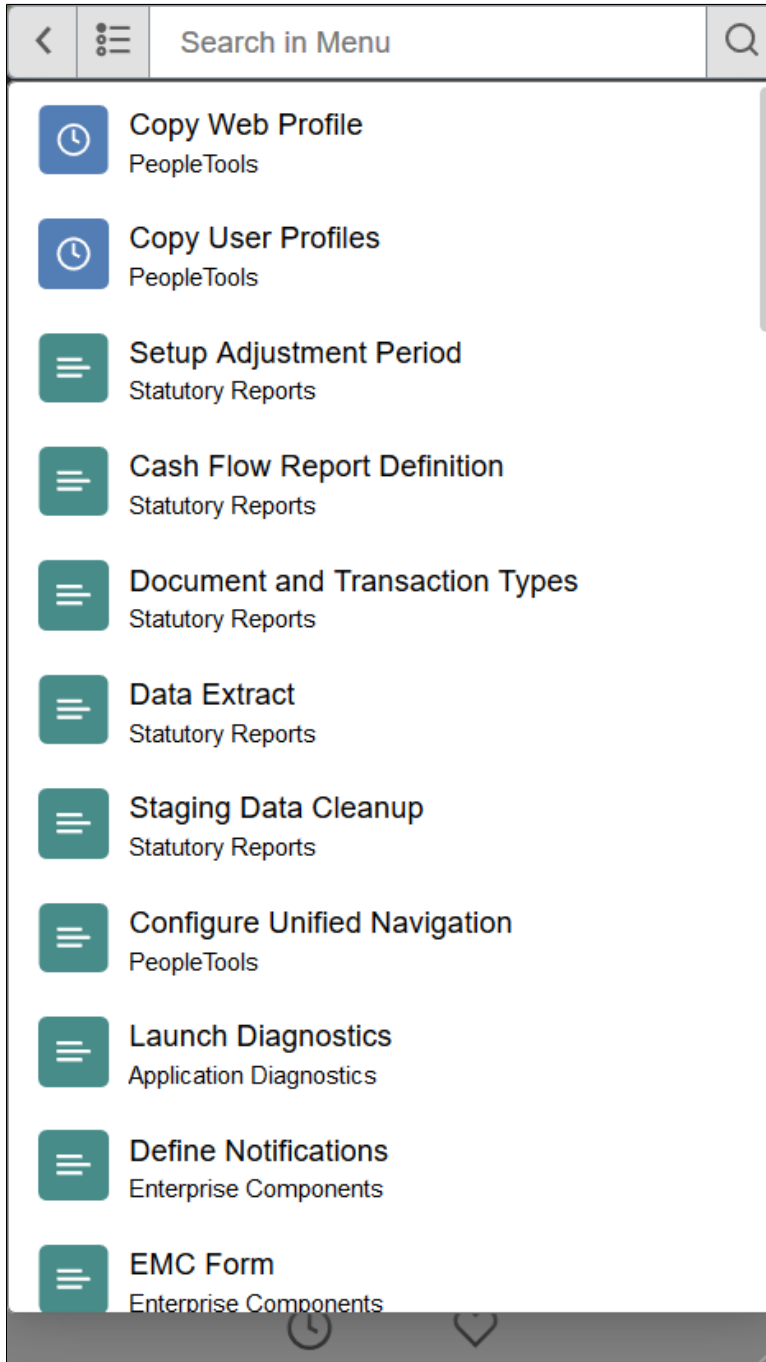 Search in Menu
Copy Web Profile
PeopleTools
Copy User Profiles
PeopleTools
Setup Adjustment Period
Statutory Reports
Cash Flow Report Definition
Statutory Reports
Document and Transaction Types
Statutory Reports
Data Extract
Statutory Reports
Staging Data Cleanup
Statutory Reports
Configure Unified Navigation
PeopleTools
Launch Diagnostics
Application Diagnostics
Define Notifications
Enterprise Components
EMC Form
Enterprise Components